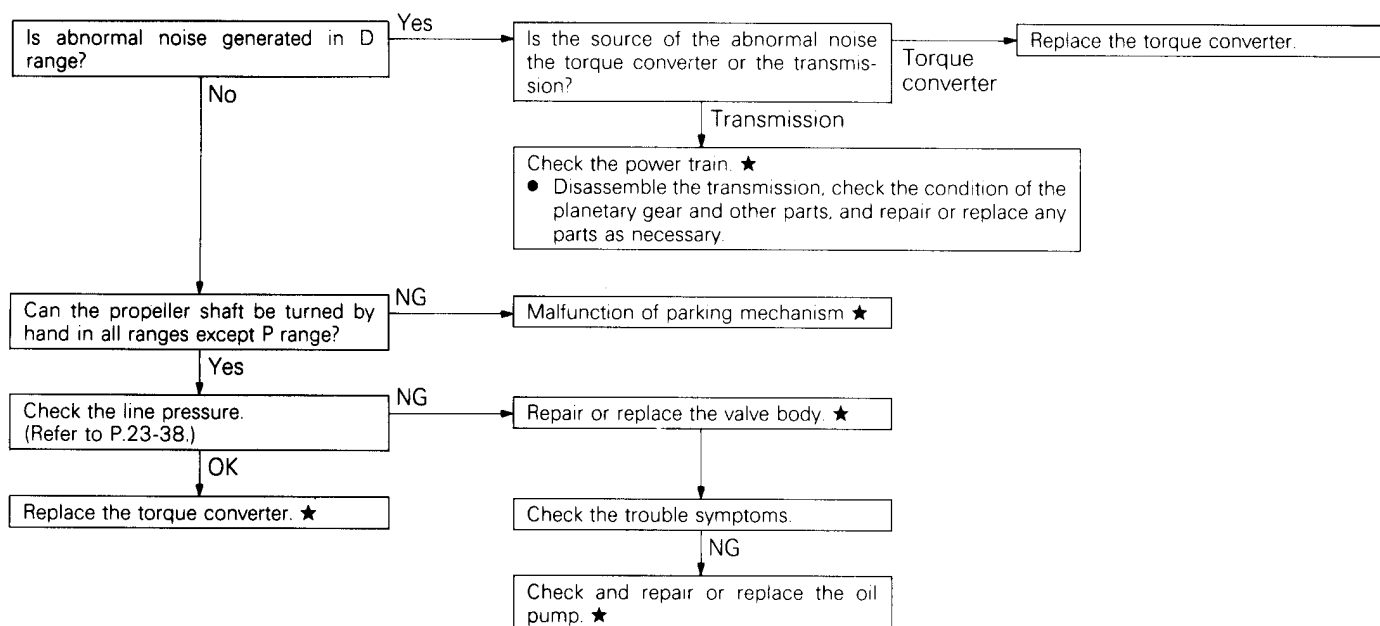 Is abnormal noise generated in D
range?
Yes
Is the source of the abnormal noise
the torque converter or the transmis-
sion?
Torque
converter
Replace the torque converter.
No
Transmission
Check the power train. ★
● Disassemble the transmission, check the condition of the
planetary gear and other parts, and repair or replace any
parts as necessary.
Can the propeller shaft be turned by
hand in all ranges except P range?
NG
Malfunction of parking mechanism ★
Yes
Check the line pressure.
(Refer to P.23-38.)
NG
Repair or replace the valve body. ★
OK
Replace the torque converter. ★
Check the trouble symptoms.
NG
Check and repair or replace the oil
pump. ★